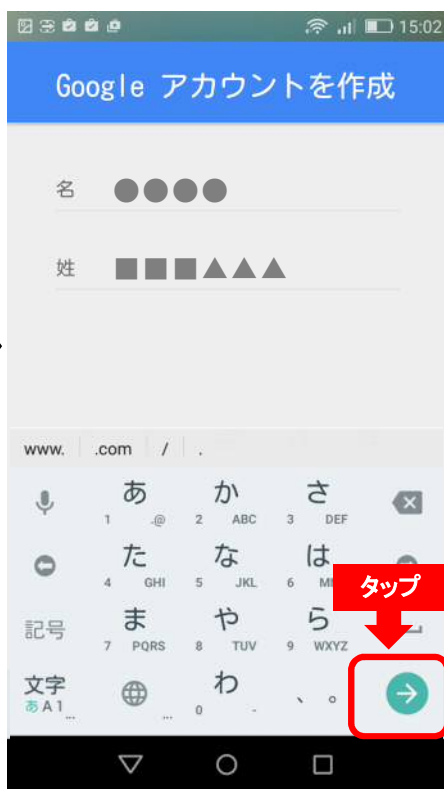 15:02
Google アカウントを作成
名 ●●●●
姓 ■■■▲▲▲
www. .com / .
あ か さ
1 .@ 2 ABC 3 DEF
た な は
4 GHI 5 JKL 6
タップ
記号 ま や ら
7 PQRS 8 TUV 9 WXYZ
文字 わ 、。
あA1... ... 0 -